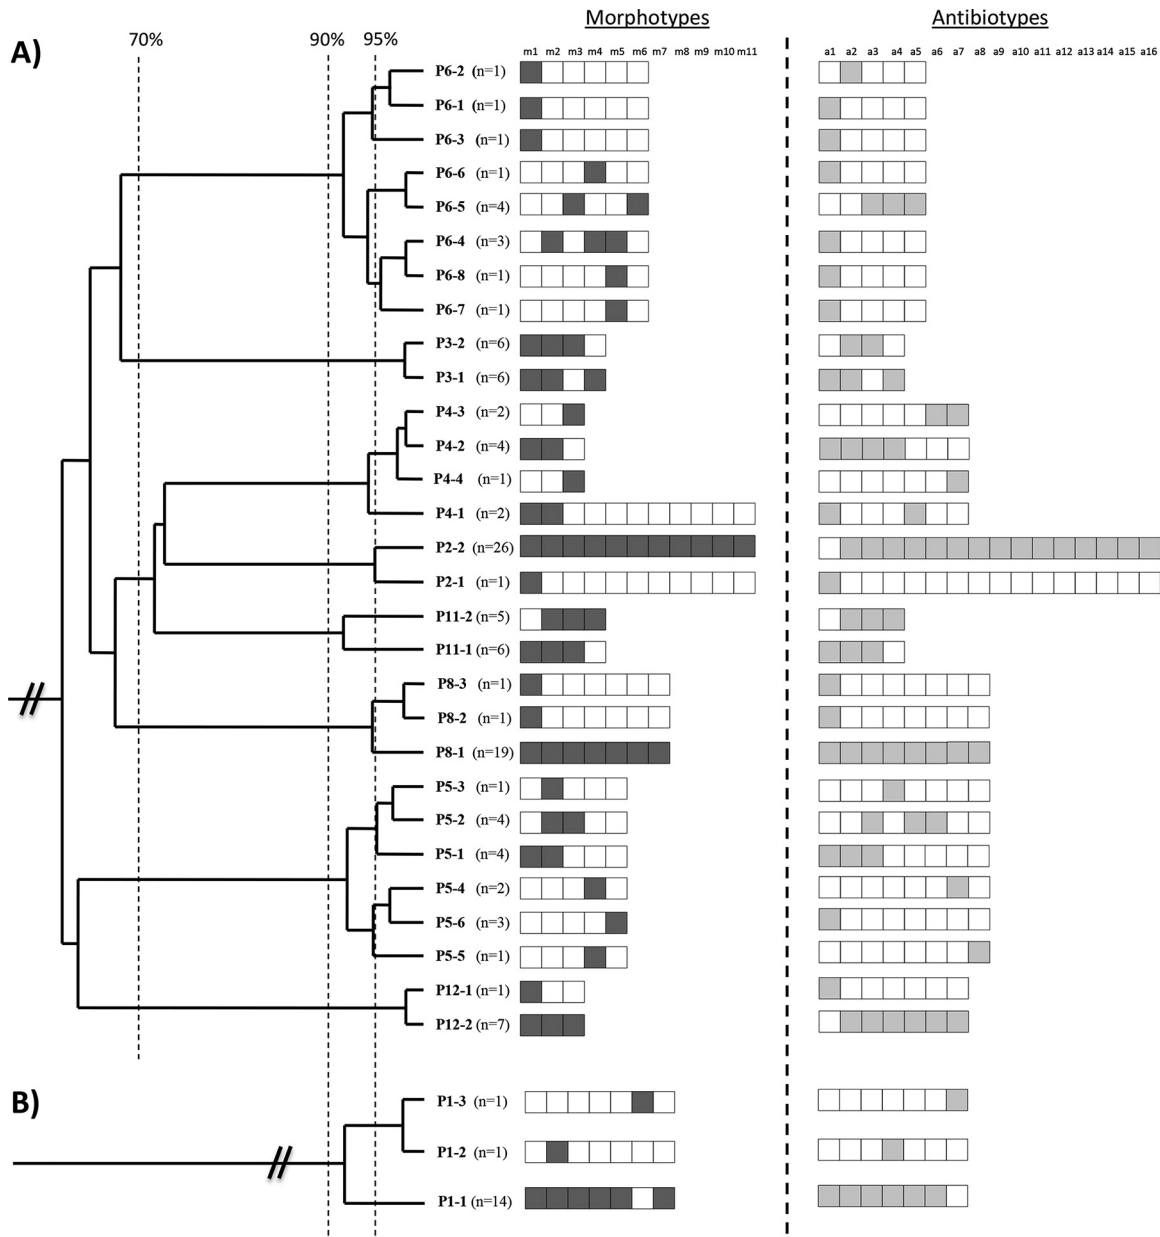 Morphotypes Antibiotypes
A) 70% 90% 95% m1 m2 m3 m4 m5 m6 m7 m8 m9 m10 m11 a1 a2 a3 a4 a5 a6 a7 a8 a9 a10 a11 a12 a13 a14 a15 a16
P6-2 (n=1)
P6-1 (n=1)
P6-3 (n=1)
P6-6 (n=1)
P6-5 (n=4)
P6-4 (n=3)
P6-8 (n=1)
P6-7 (n=1)
P3-2 (n=6)
P3-1 (n=6)
P4-3 (n=2)
P4-2 (n=4)
P4-4 (n=1)
P4-1 (n=2)
P2-2 (n=26)
P2-1 (n=1)
P11-2 (n=5)
P11-1 (n=6)
P8-3 (n=1)
P8-2 (n=1)
P8-1 (n=19)
P5-3 (n=1)
P5-2 (n=4)
P5-1 (n=4)
P5-4 (n=2)
P5-6 (n=3)
P5-5 (n=1)
P12-1 (n=1)
P12-2 (n=7)
B)
P1-3 (n=1)
P1-2 (n=1)
P1-1 (n=14)